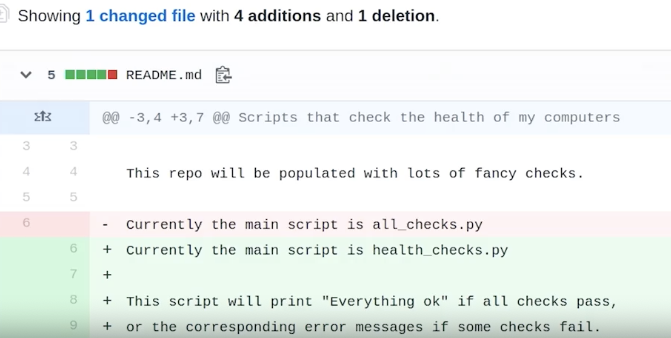 Showing 1 changed file with 4 additions and 1 deletion.
5 README.md
@@ -3,4 +3,7 @@ Scripts that check the health of my computers
3 3
4 4 This repo will be populated with lots of fancy checks.
5 5
6 - Currently the main script is all_checks.py
6 + Currently the main script is health_checks.py
7 +
8 + This script will print "Everything ok" if all checks pass,
9 + or the corresponding error messages if some checks fail.